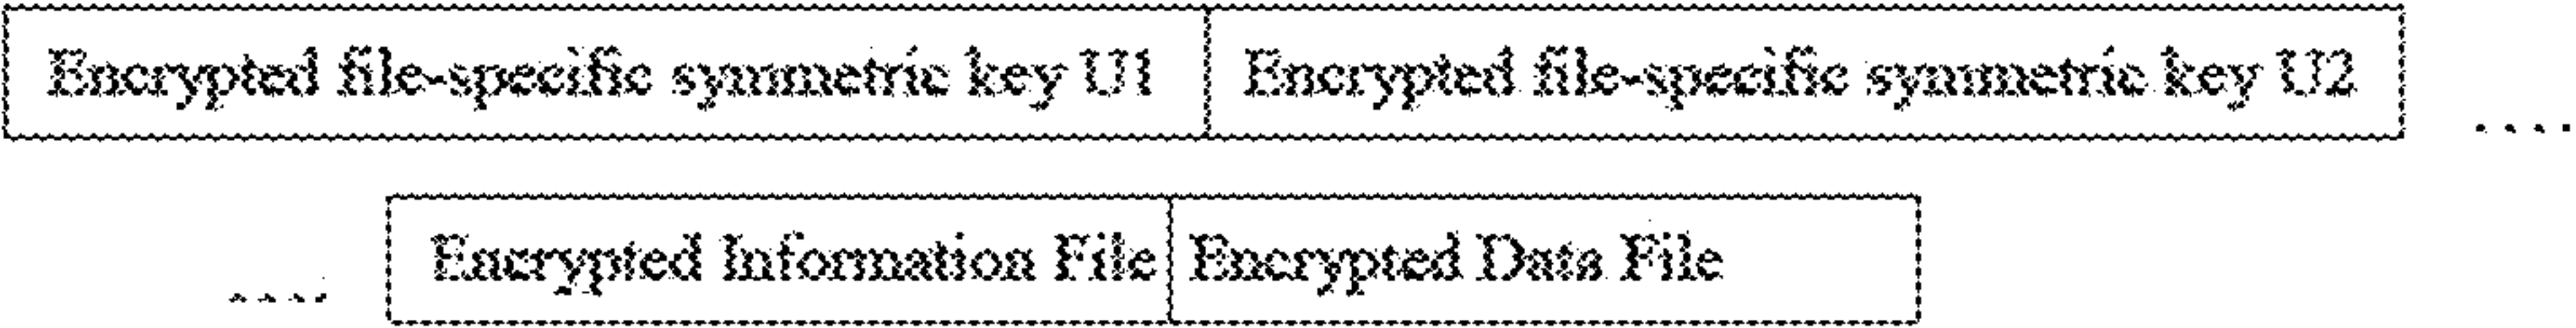 Encrypted file-specific symmetric key U1 Encrypted file-specific symmetric key U2 ....
.... Encrypted Information File Encrypted Data File